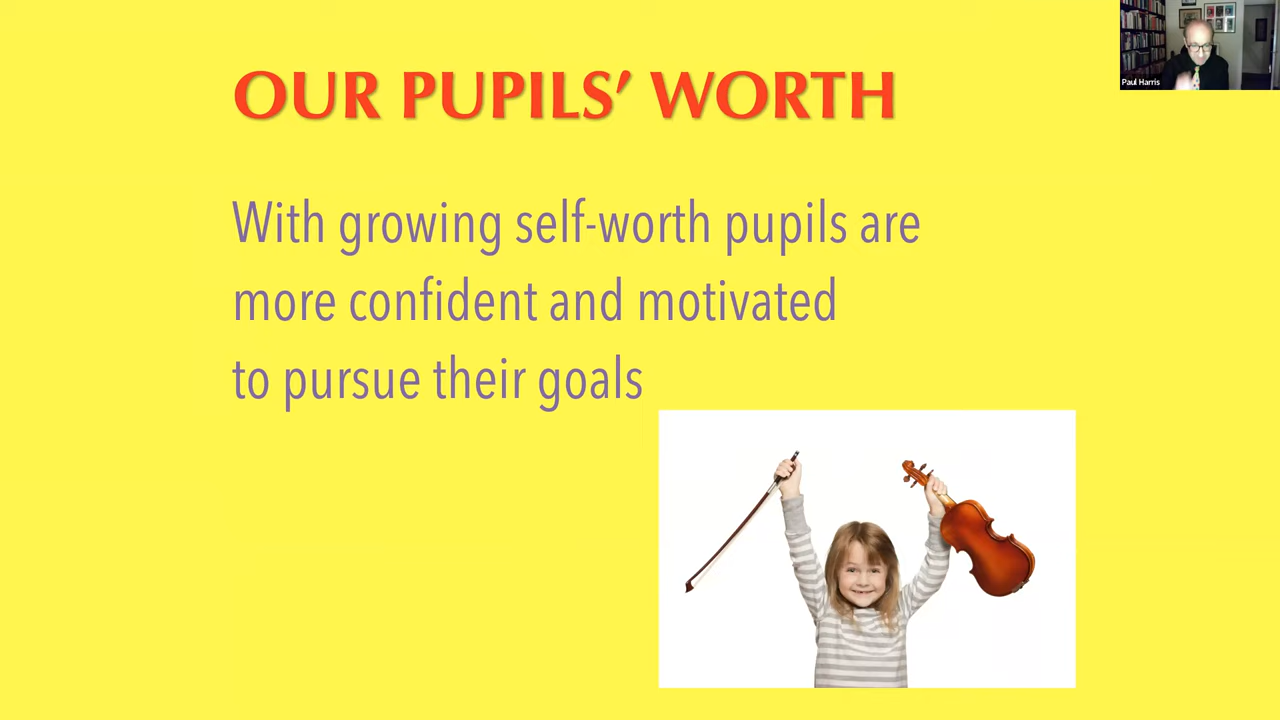 OUR PUPILS’ WORTH
With growing self-worth pupils are
more confident and motivated
to pursue their goals
Paul Harris